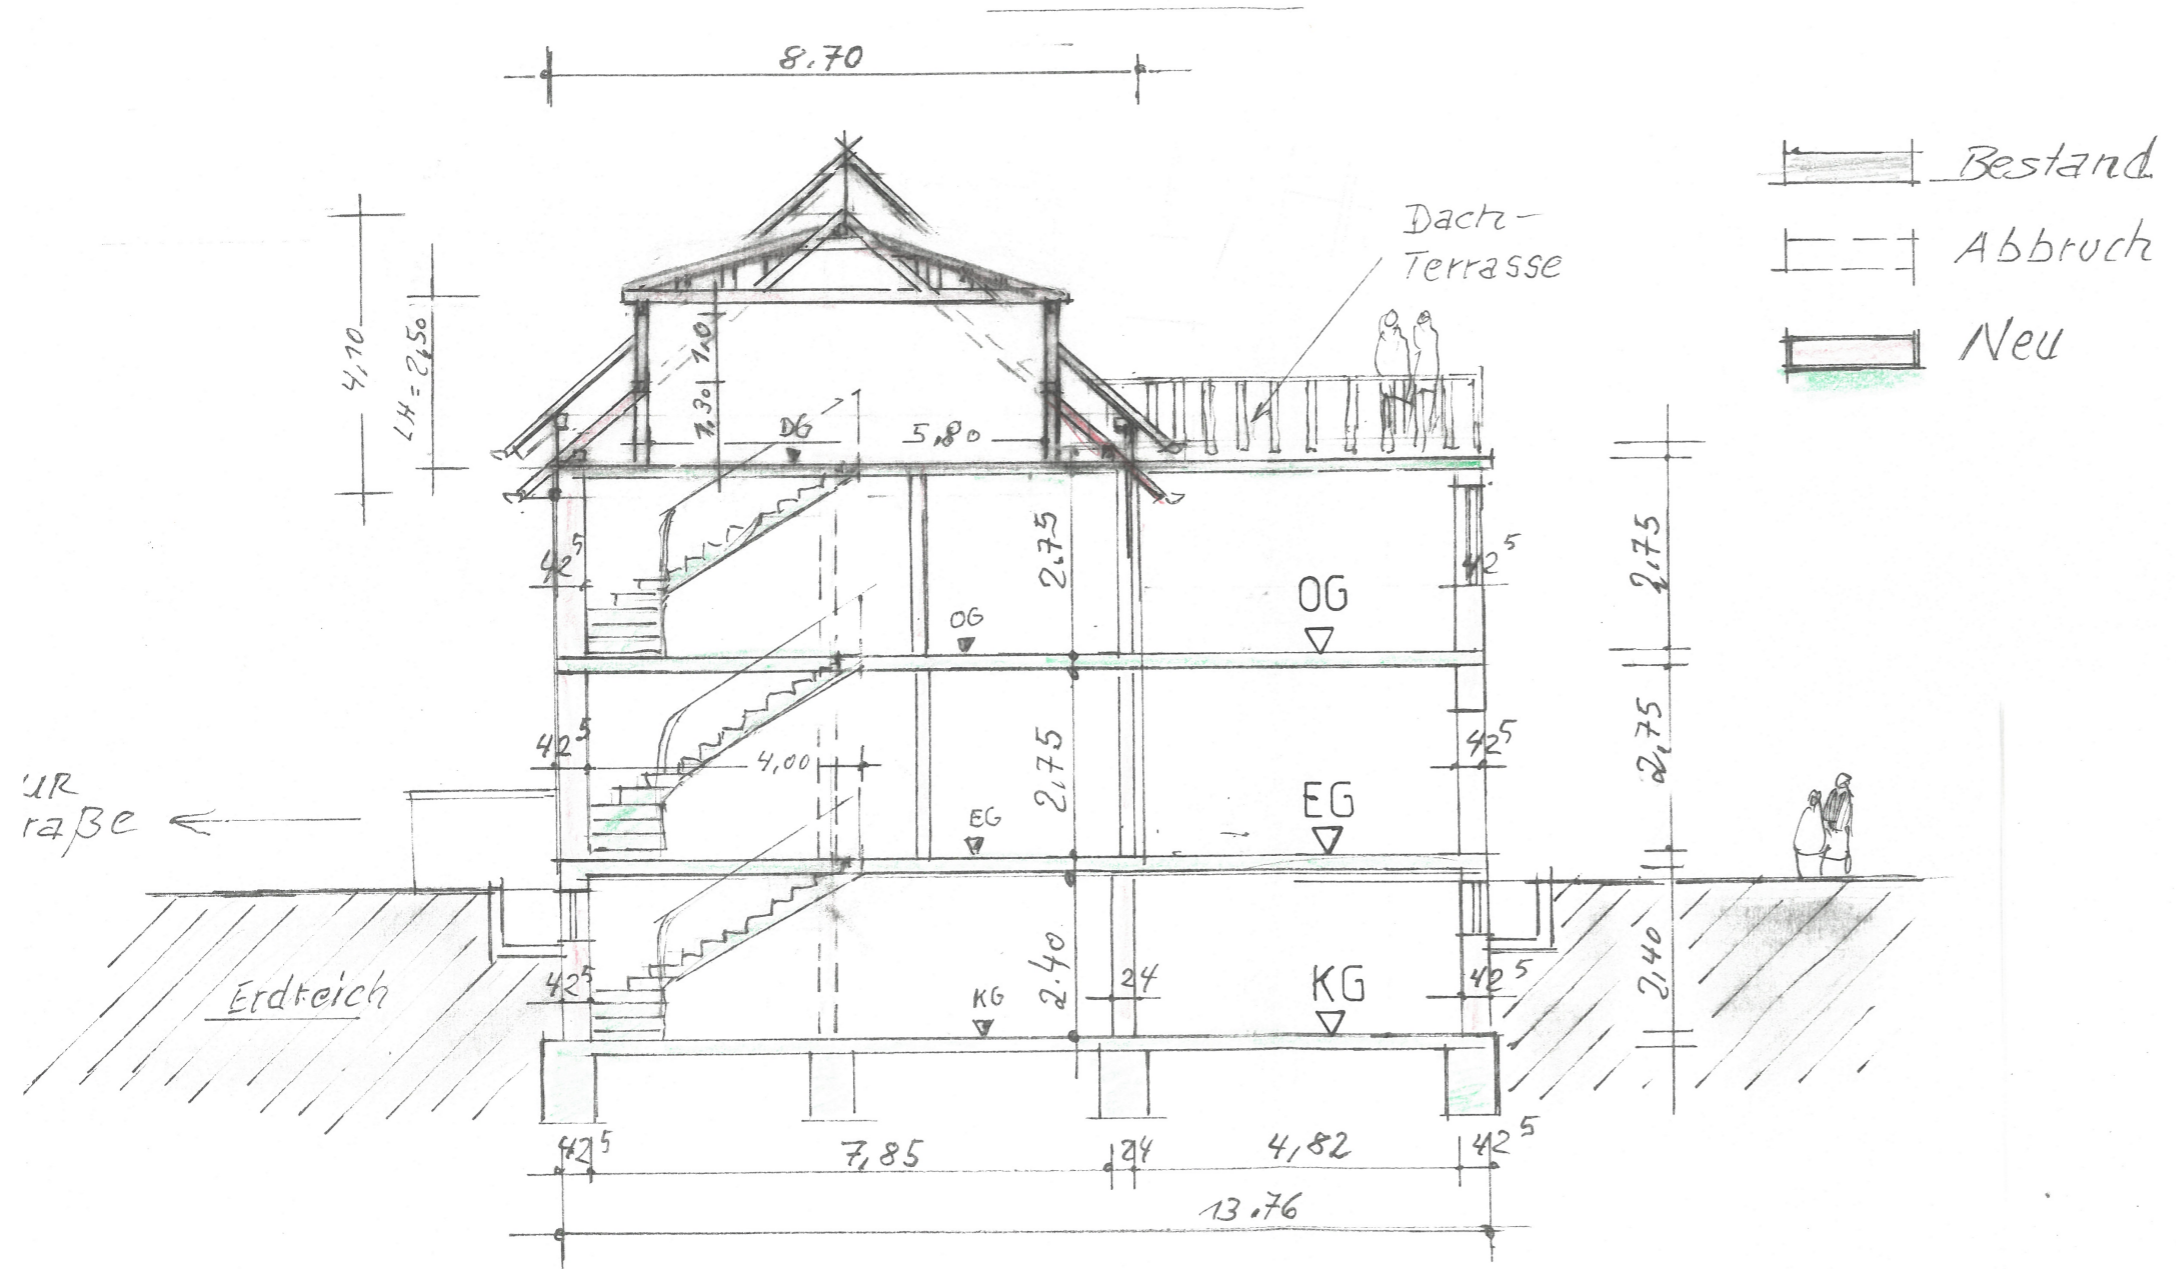 8.70
Bestand
Dach-
Terrasse
Abbruch
Neu
4,10
LH = 2,50
1,0
1,30
DG
5,80
42⁵
2.75
OG
OG
42⁵
2,75
42⁵
4,00
2,75
EG
EG
42⁵
2,75
UR
raße
Erdreich
42⁵
KG
2.40
24
KG
42⁵
2,40
42⁵
7,85
24
4,82
42⁵
13.76